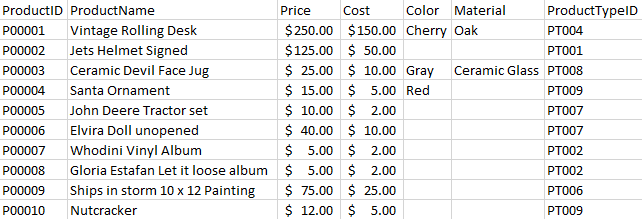 ProductID ProductName Price Cost Color Material ProductTypeID
P00001 Vintage Rolling Desk $250.00 $150.00 Cherry Oak PT004
P00002 Jets Helmet Signed $125.00 $ 50.00 PT001
P00003 Ceramic Devil Face Jug $ 25.00 $ 10.00 Gray Ceramic Glass PT008
P00004 Santa Ornament $ 15.00 $ 5.00 Red PT009
P00005 John Deere Tractor set $ 10.00 $ 2.00 PT007
P00006 Elvira Doll unopened $ 40.00 $ 10.00 PT007
P00007 Whodini Vinyl Album $ 5.00 $ 2.00 PT002
P00008 Gloria Estafan Let it loose album $ 5.00 $ 2.00 PT002
P00009 Ships in storm 10 x 12 Painting $ 75.00 $ 25.00 PT006
P00010 Nutcracker $ 12.00 $ 5.00 PT009